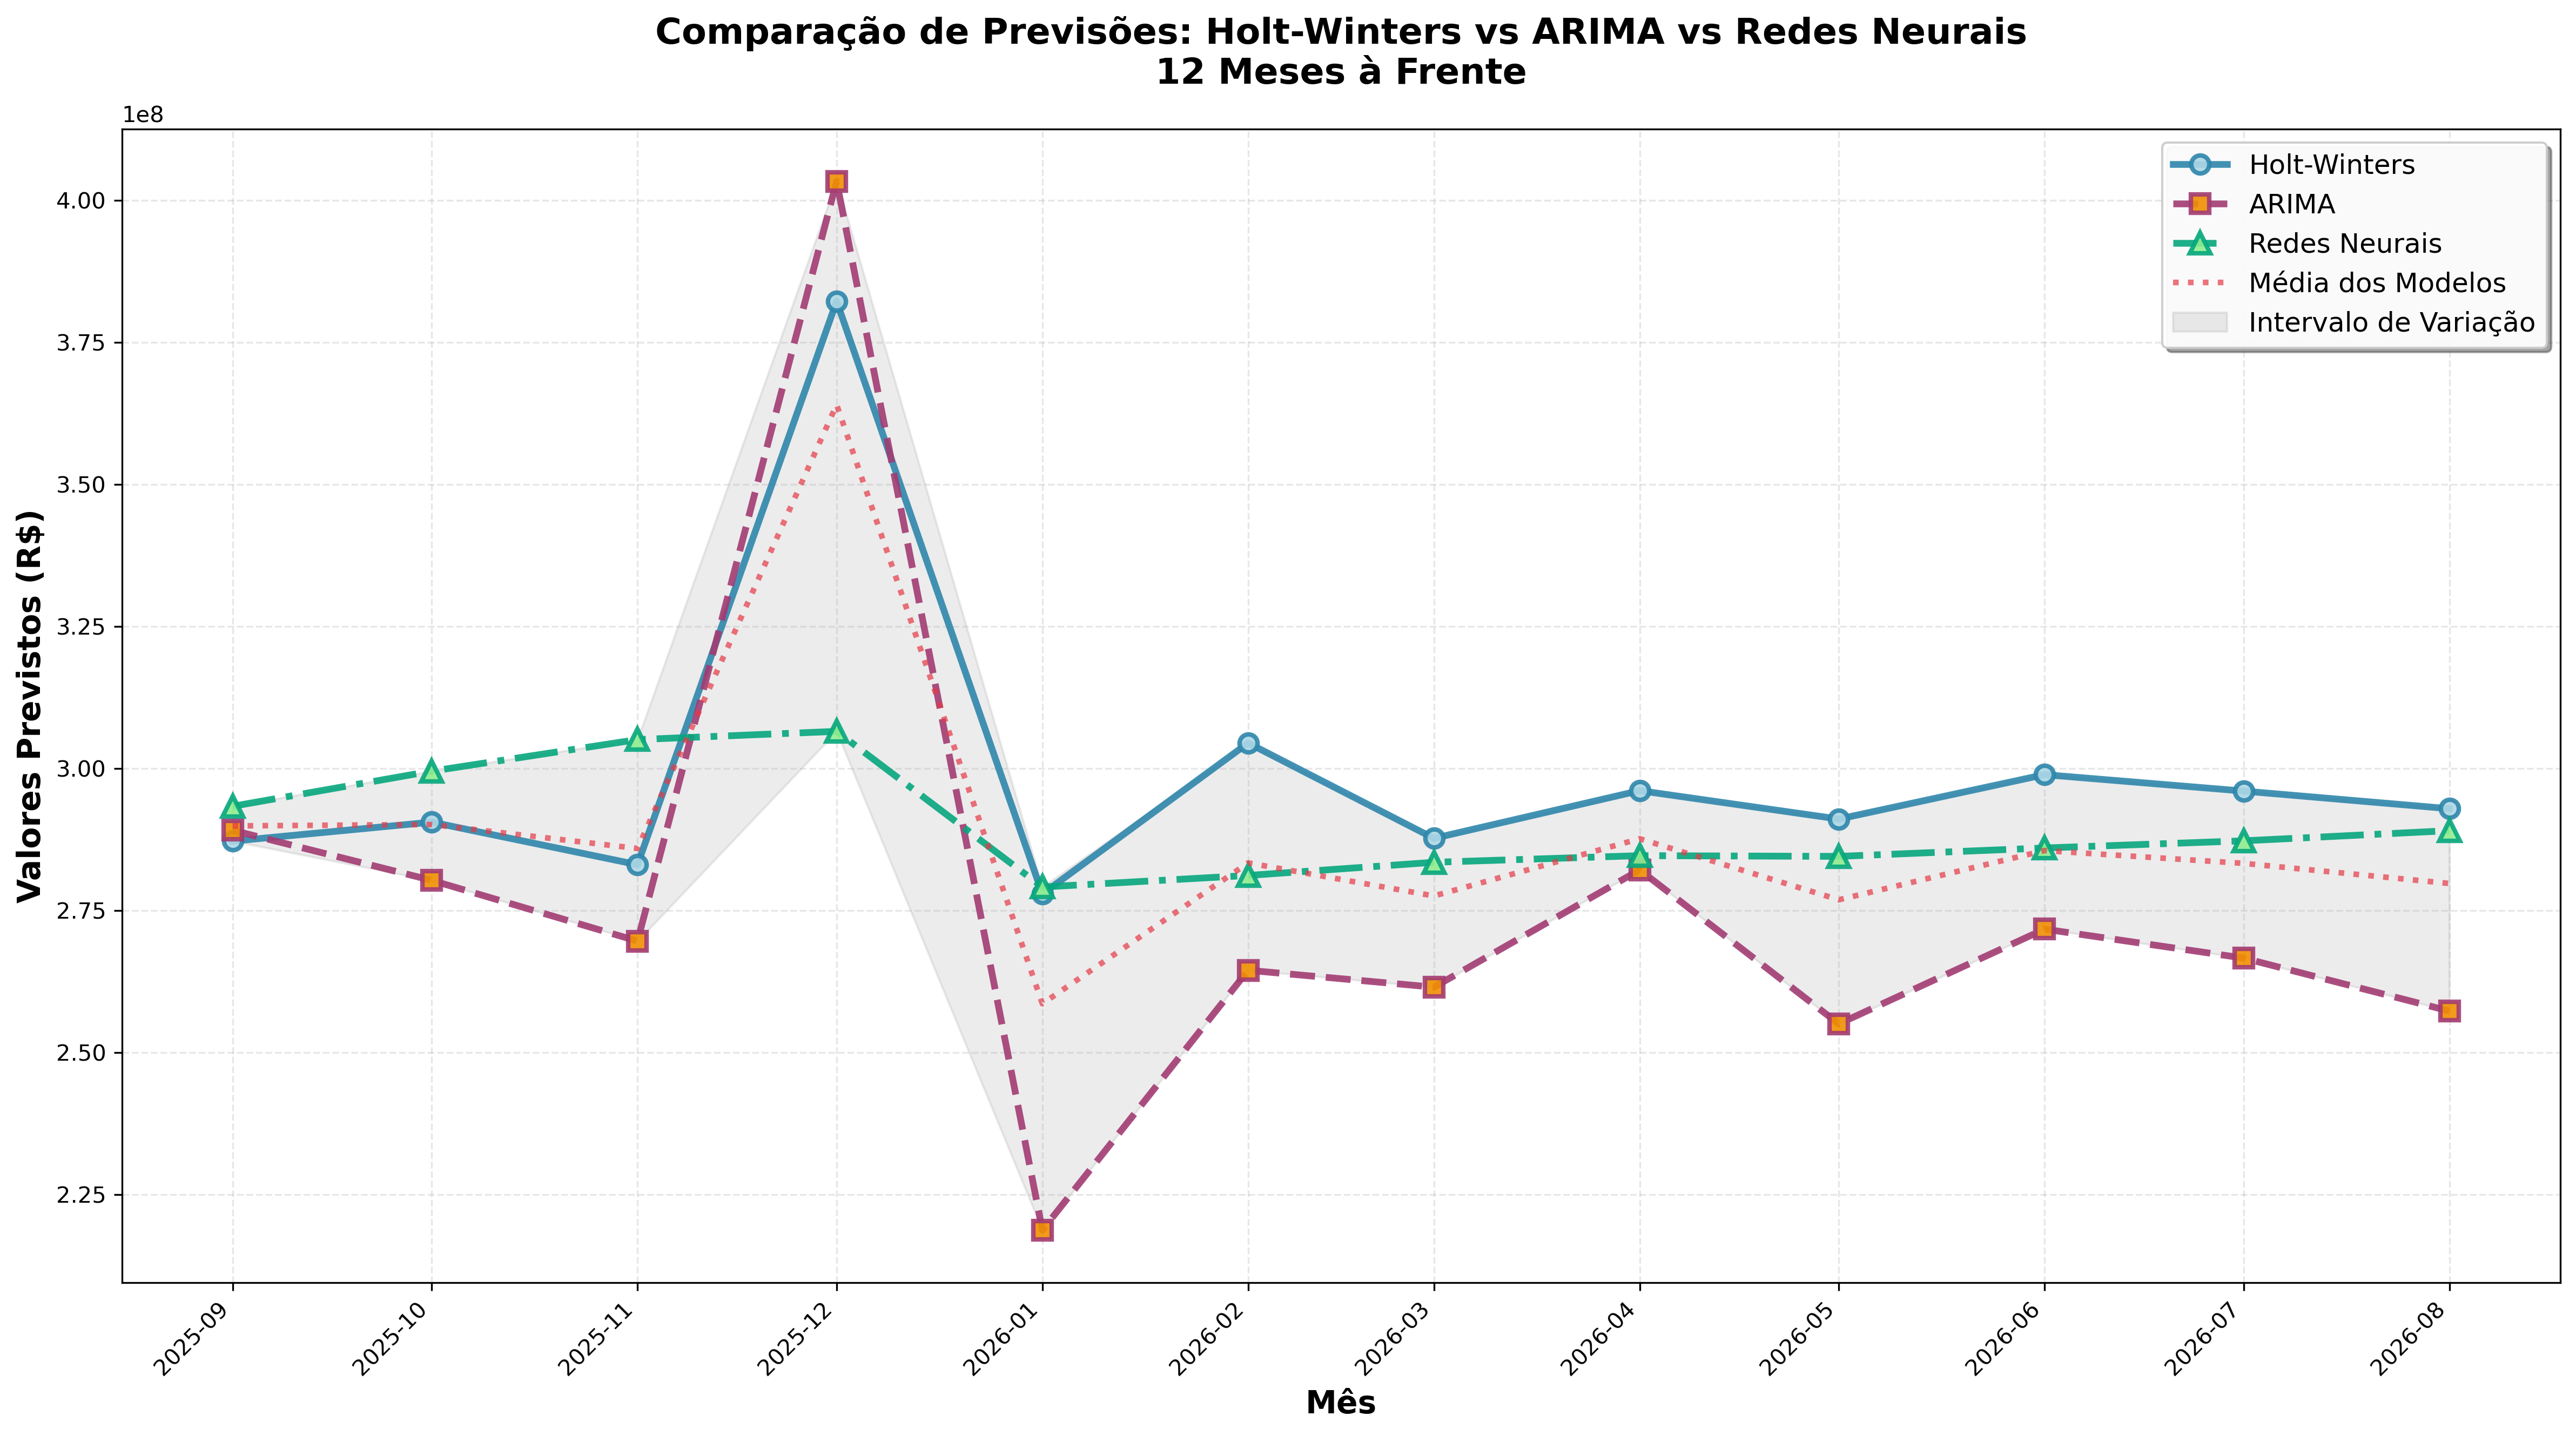 Comparação de Previsões: Holt-Winters vs ARIMA vs Redes Neurais
12 Meses à Frente
1e8
Holt-Winters
ARIMA
Redes Neurais
Média dos Modelos
Intervalo de Variação
Valores Previstos (R$)
4.00
3.75
3.50
3.25
3.00
2.75
2.50
2.25
2025-09
2025-10
2025-11
2025-12
2026-01
2026-02
2026-03
2026-04
2026-05
2026-06
2026-07
2026-08
Mês